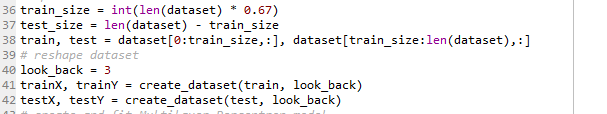 36 train_size = int(len(dataset) * 0.67)
37 test_size = len(dataset) - train_size
38 train, test = dataset[0:train_size,:], dataset[train_size:len(dataset),:]
39 # reshape dataset
40 look_back = 3
41 trainX, trainY = create_dataset(train, look_back)
42 testX, testY = create_dataset(test, look_back)